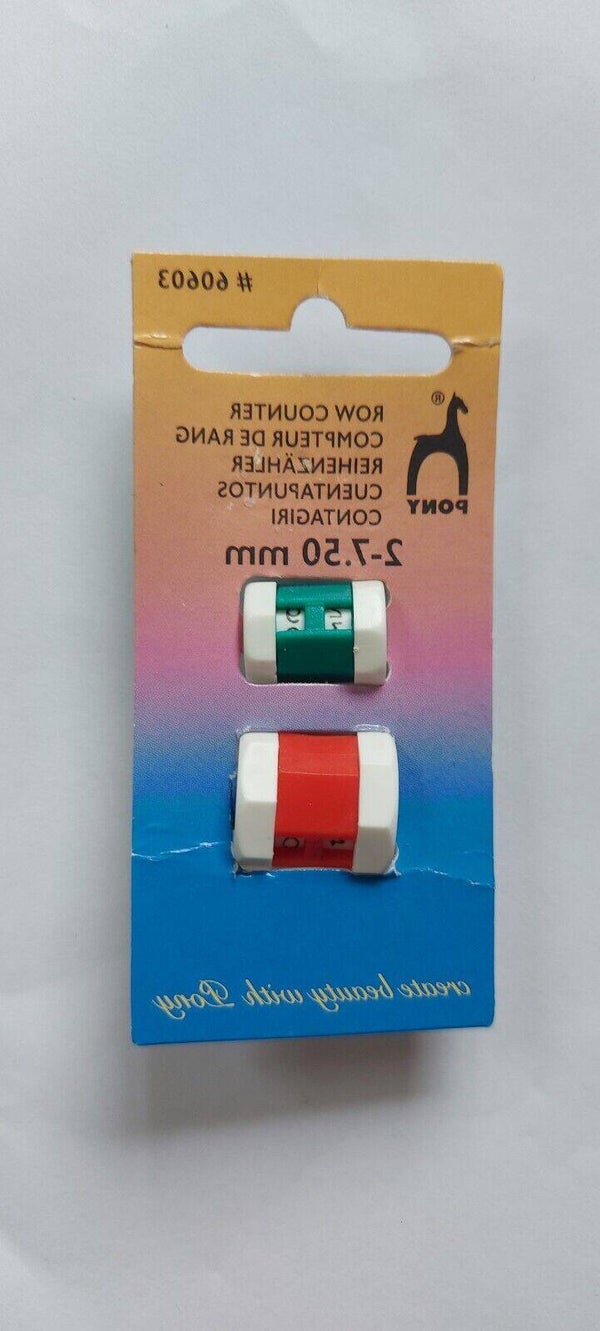 # 60603
®
PONY
ROW COUNTER
COMPTEUR DE RANG
REIHENZÄHLER
CUENTAPUNTOS
CONTAGIRI
2-7.50 mm
create beauty with Pony